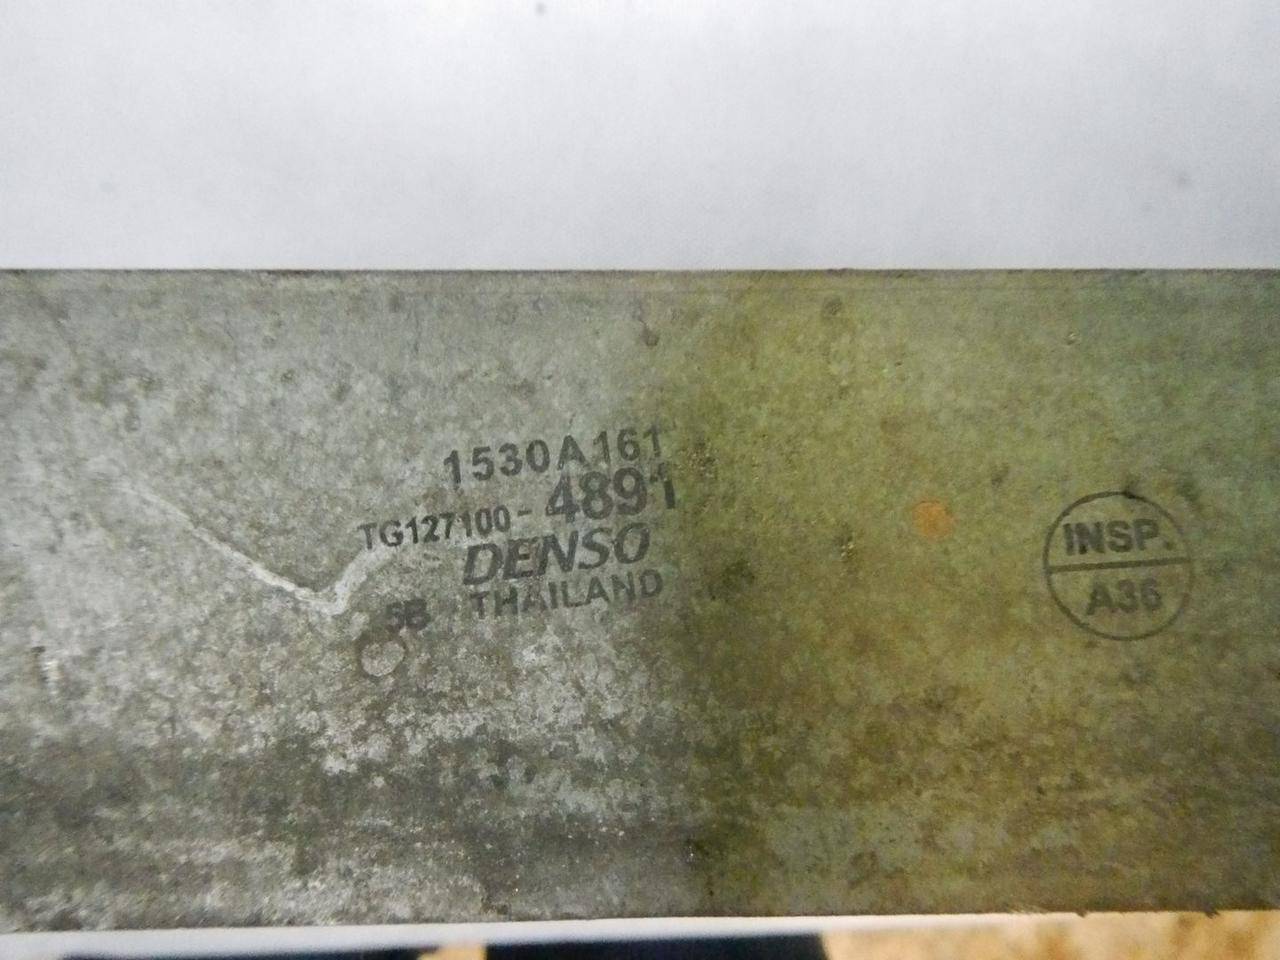 1530A161
TG127100-4891
DENSO
5B THAILAND
INSP.
A36